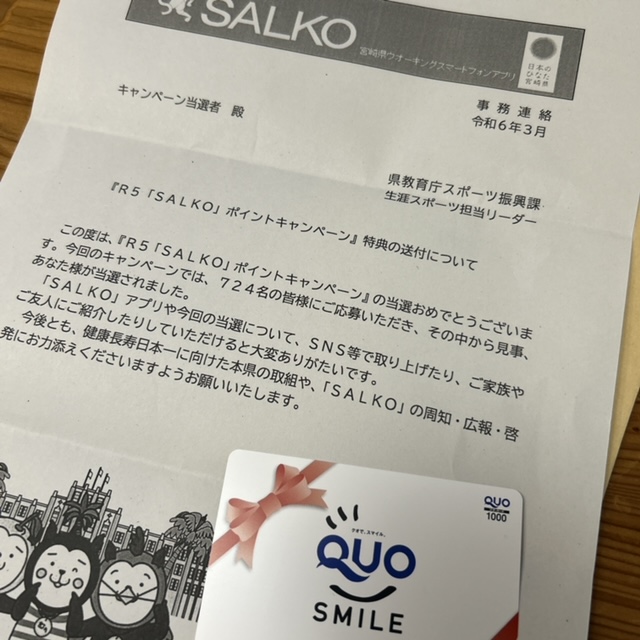 SALKO
宮崎県ウオーキングスマートフォンアプリ
日本の
ひなた
宮崎県
事務連絡
令和6年3月
キャンペーン当選者 殿
県教育庁スポーツ振興課
生涯スポーツ担当リーダー
『R5「SALKO」ポイントキャンペーン』特典の送付について
この度は、『R5「SALKO」ポイントキャンペーン』の当選おめでとうございま
す。今回のキャンペーンでは、724名の皆様にご応募いただき、その中から見事、
あなた様が当選されました。
「SALKO」アプリや今回の当選について、SNS等で取り上げたり、ご家族や
ご友人にご紹介したりしていただけると大変ありがたいです。
今後とも、健康長寿日本一に向けた本県の取組や、「SALKO」の周知・広報・啓
発にお力添えくださいますようお願いいたします。
QUO
1000
クオで、スマイル。
QUO
SMILE